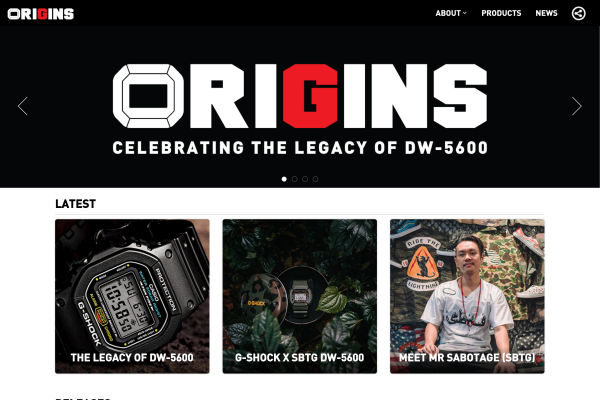 ORIGINS
ABOUT
PRODUCTS
NEWS
ORIGINS
CELEBRATING THE LEGACY OF DW-5600
LATEST
PROTECTION
CASIO
G-SHOCK
THE LEGACY OF DW-5600
G-SHOCK
G-SHOCK X SBTG DW-5600
RIDE THE
LIGHTNING
MEET MR SABOTAGE (SBTG)
RELEASES